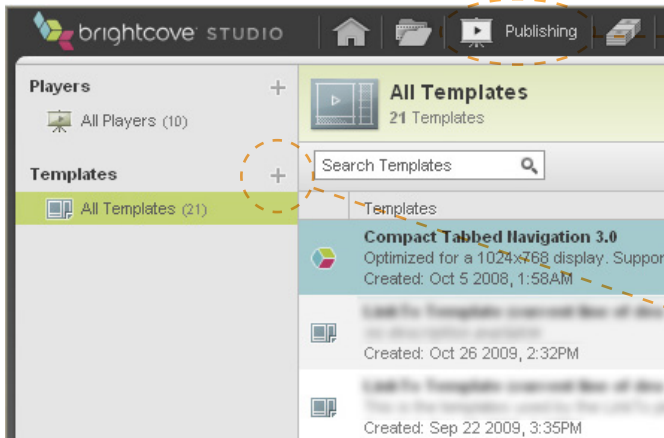 brightcove STUDIO
Publishing
Players
All Players (10)
Templates
All Templates (21)
All Templates
21 Templates
Search Templates
Templates
Compact Tabbed Navigation 3.0
Optimized for a 1024x768 display. Suppor
Created: Oct 5 2008, 1:58AM
Created: Oct 26 2009, 2:32PM
Created: Sep 22 2009, 3:35PM